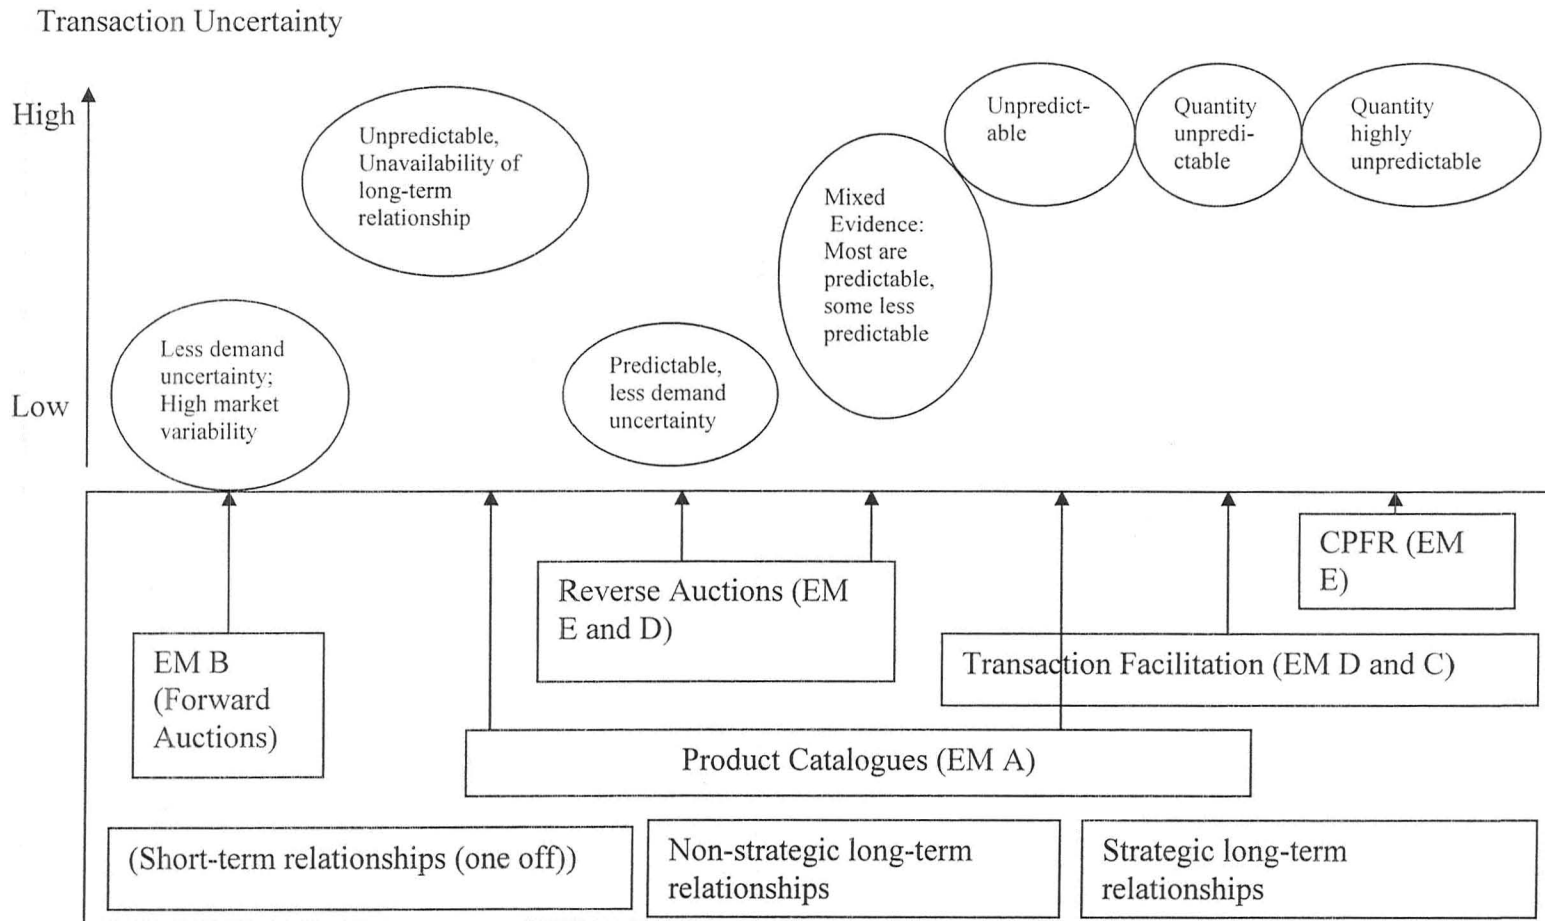 Transaction Uncertainty
High
Unpredictable,
Unavailability of
long-term
relationship
Unpredict-
able
Quantity
unpredi-
ctable
Quantity
highly
unpredictable
Mixed
Evidence:
Most are
predictable,
some less
predictable
Low
Less demand
uncertainty;
High market
variability
Predictable,
less demand
uncertainty
CPFR (EM
E)
Reverse Auctions (EM
E and D)
EM B
(Forward
Auctions)
Transaction Facilitation (EM D and C)
Product Catalogues (EM A)
(Short-term relationships (one off))
Non-strategic long-term
relationships
Strategic long-term
relationships